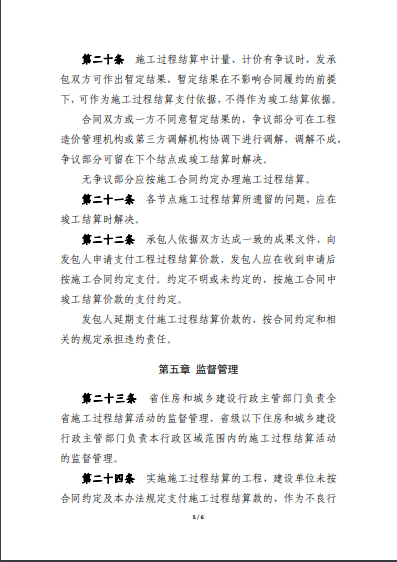 第二十条  施工过程结算中计量、计价有争议时，发承
包双方可作出暂定结果，暂定结果在不影响合同履约的前提
下，可作为施工过程结算支付依据，不得作为竣工结算依据。
合同双方或一方不同意暂定结果的，争议部分可在工程
造价管理机构或第三方调解机构协调下进行调解，调解不成，
争议部分可留在下个结点或竣工结算时解决。
无争议部分应按施工合同约定办理施工过程结算。
第二十一条  各节点施工过程结算所遗留的问题，应在
竣工结算时解决。
第二十二条  承包人依据双方达成一致的成果文件，向
发包人申请支付工程过程结算价款，发包人应在收到申请后
按施工合同约定支付。约定不明或未约定的，按施工合同中
竣工结算价款的支付约定。
发包人延期支付施工过程结算价款的，按合同约定和相
关的规定承担违约责任。
第五章 监督管理
第二十三条  省住房和城乡建设行政主管部门负责全
省施工过程结算活动的监督管理，省级以下住房和城乡建设
行政主管部门负责本行政区域范围内的施工过程结算活动
的监督管理。
第二十四条  实施施工过程结算的工程，建设单位未按
合同约定及本办法规定支付施工过程结算款的，作为不良行
5 / 6